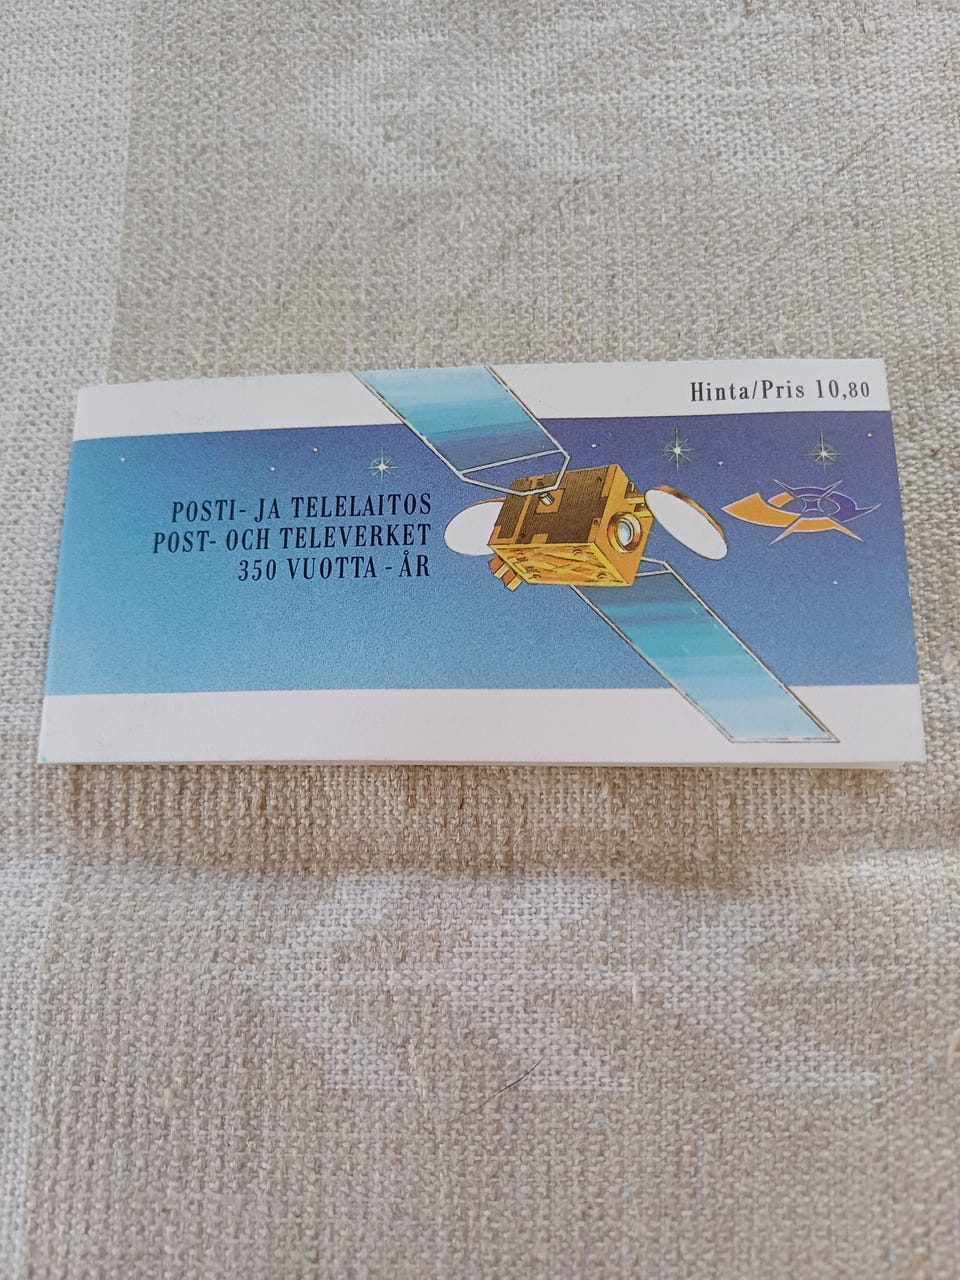 Hinta/Pris 10,80
POSTI- JA TELELAITOS
POST- OCH TELEVERKET
350 VUOTTA - ÅR